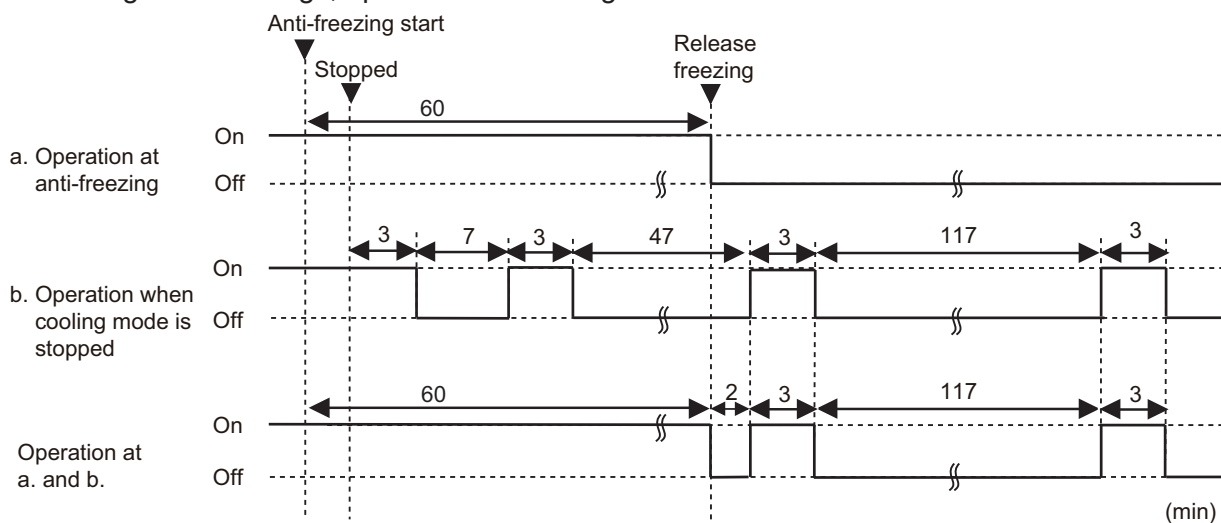 Anti-freezing start
Release
freezing
Stopped
60
On
a. Operation at
anti-freezing
Off
3 7 3 47 3 117 3
On
b. Operation when
cooling mode is
stopped
Off
60 2 3 117 3
On
Operation at
a. and b.
Off
(min)